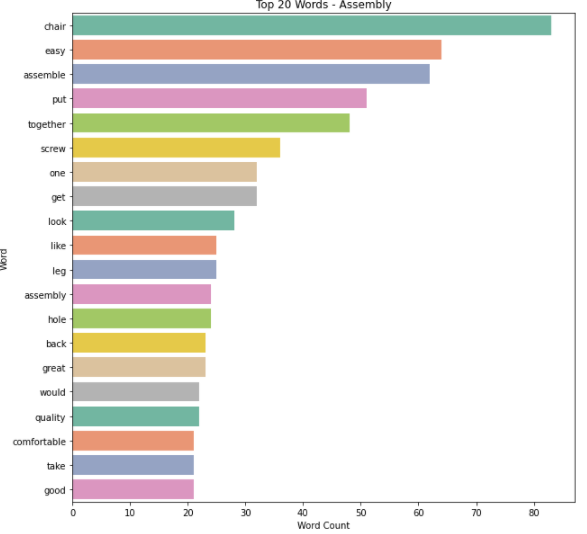 Top 20 Words - Assembly
chair
easy
assemble
put
together
screw
one
get
look
like
leg
assembly
hole
back
great
would
quality
comfortable
take
good
Word
0 10 20 30 40 50 60 70 80
Word Count